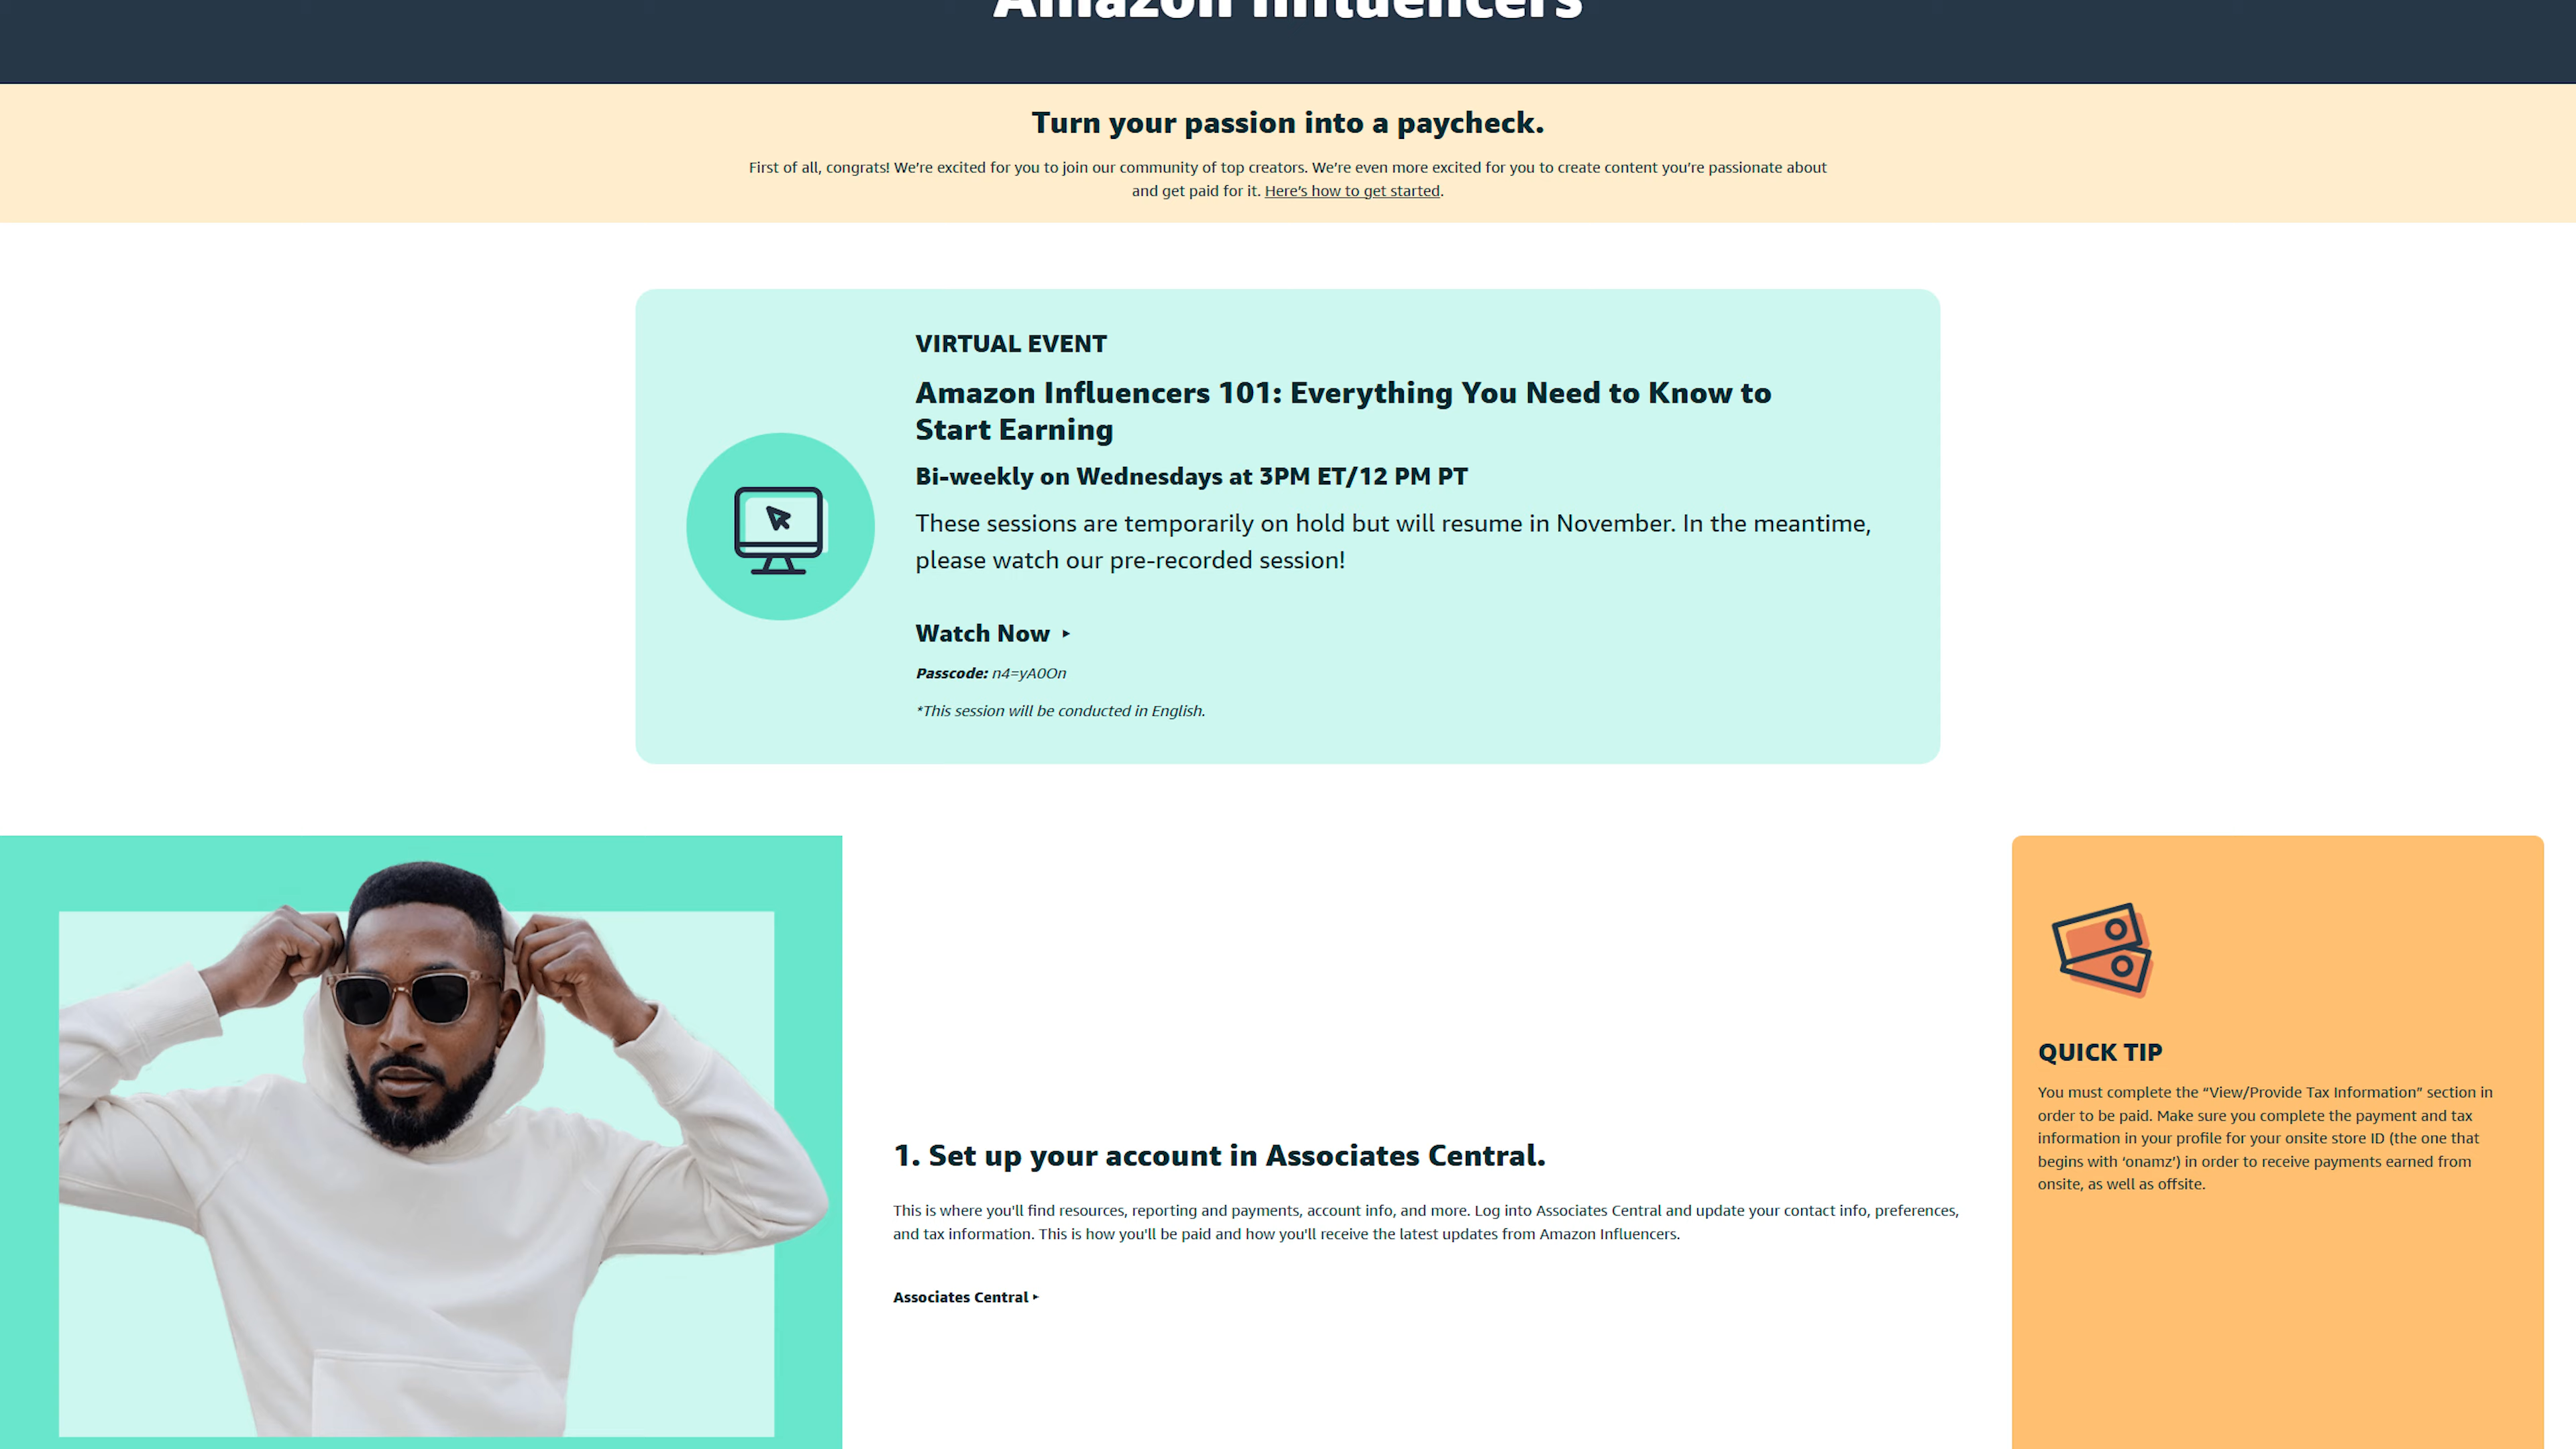 Amazon Influencers
Turn your passion into a paycheck.
First of all, congrats! We’re excited for you to join our community of top creators. We’re even more excited for you to create content you’re passionate about
and get paid for it. Here’s how to get started.
VIRTUAL EVENT
Amazon Influencers 101: Everything You Need to Know to
Start Earning
Bi-weekly on Wednesdays at 3PM ET/12 PM PT
These sessions are temporarily on hold but will resume in November. In the meantime,
please watch our pre-recorded session!
Watch Now ▸
Passcode: n4=yA0On
*This session will be conducted in English.
1. Set up your account in Associates Central.
This is where you'll find resources, reporting and payments, account info, and more. Log into Associates Central and update your contact info, preferences,
and tax information. This is how you'll be paid and how you'll receive the latest updates from Amazon Influencers.
Associates Central ▸
QUICK TIP
You must complete the “View/Provide Tax Information” section in
order to be paid. Make sure you complete the payment and tax
information in your profile for your onsite store ID (the one that
begins with ‘onamz’) in order to receive payments earned from
onsite, as well as offsite.